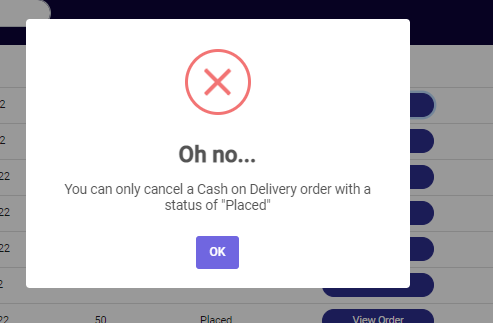 2
Oh no...
2
You can only cancel a Cash on Delivery order with a
22
status of "Placed"
22
OK
22
2
22
50
Placed
View Order